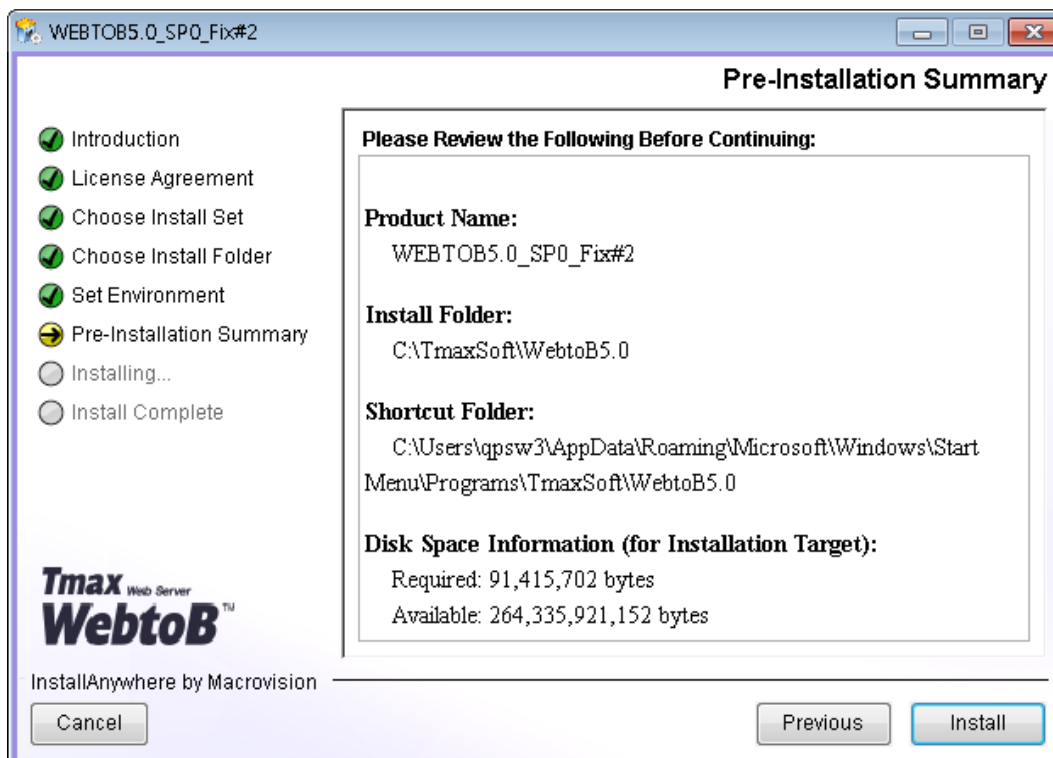 WEBTOB5.0_SP0_Fix#2
Pre-Installation Summary
Introduction
License Agreement
Choose Install Set
Choose Install Folder
Set Environment
Pre-Installation Summary
Installing...
Install Complete
Please Review the Following Before Continuing:
Product Name:
WEBTOB5.0_SP0_Fix#2
Install Folder:
C:\TmaxSoft\WebtoB5.0
Shortcut Folder:
C:\Users\qpsw3\AppData\Roaming\Microsoft\Windows\Start
Menu\Programs\TmaxSoft\WebtoB5.0
Disk Space Information (for Installation Target):
Required: 91,415,702 bytes
Available: 264,335,921,152 bytes
Tmax Web Server
WebtoB™
InstallAnywhere by Macrovision
Cancel
Previous
Install